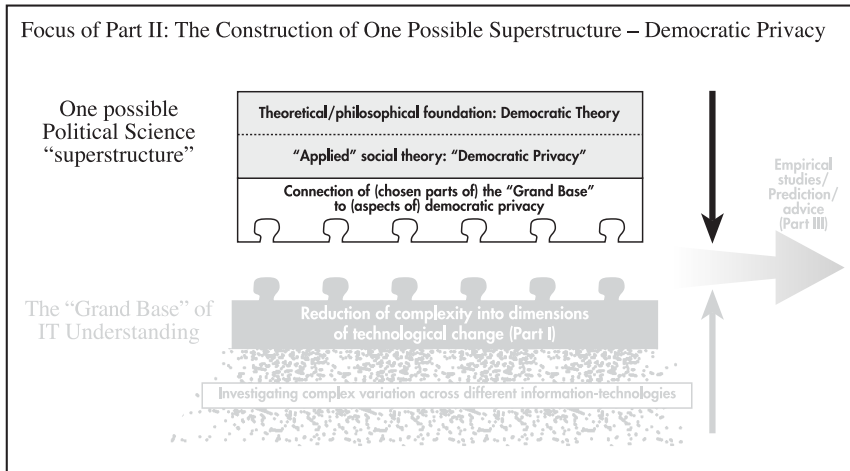 Focus of Part II: The Construction of One Possible Superstructure – Democratic Privacy
One possible
Political Science
“superstructure”
Theoretical/philosophical foundation: Democratic Theory
“Applied” social theory: “Democratic Privacy”
Connection of (chosen parts of) the “Grand Base”
to (aspects of) democratic privacy
Empirical
studies/
Prediction/
advice
(Part III)
The “Grand Base” of
IT Understanding
Reduction of complexity into dimensions
of technological change (Part I)
Investigating complex variation across different information-technologies